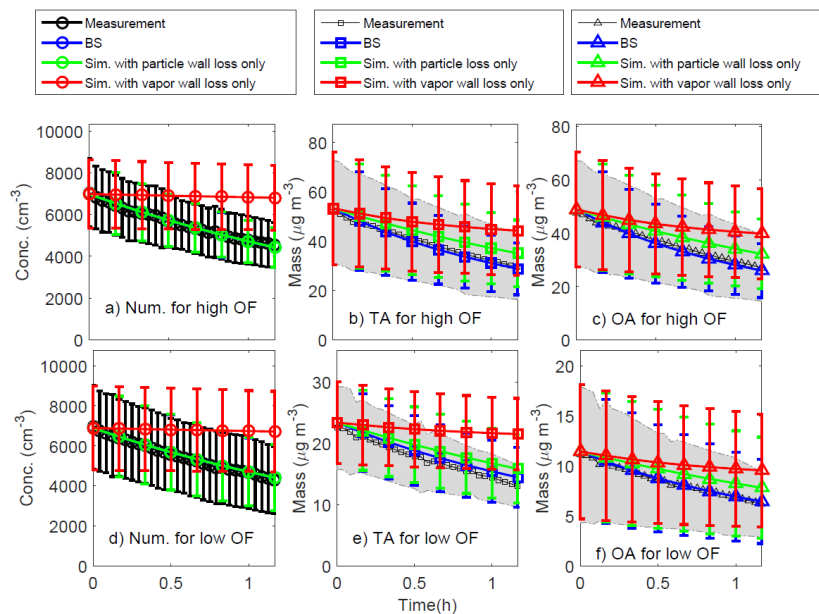 Measurement
BS
Sim. with particle wall loss only
Sim. with vapor wall loss only
Measurement
BS
Sim. with particle loss only
Sim. with vapor wall loss only
Measurement
BS
Sim. with particle wall loss only
Sim. with vapor wall loss only
10000
8000
6000
4000
2000
0
Conc. (cm⁻³)
a) Num. for high OF
80
60
40
20
0
Mass (μg m⁻³)
b) TA for high OF
80
60
40
20
0
Mass (μg m⁻³)
c) OA for high OF
10000
8000
6000
4000
2000
0
Conc. (cm⁻³)
d) Num. for low OF
0 0.5 1
30
20
10
0
Mass (μg m⁻³)
e) TA for low OF
0 0.5 1
Time(h)
20
15
10
5
0
Mass (μg m⁻³)
f) OA for low OF
0 0.5 1